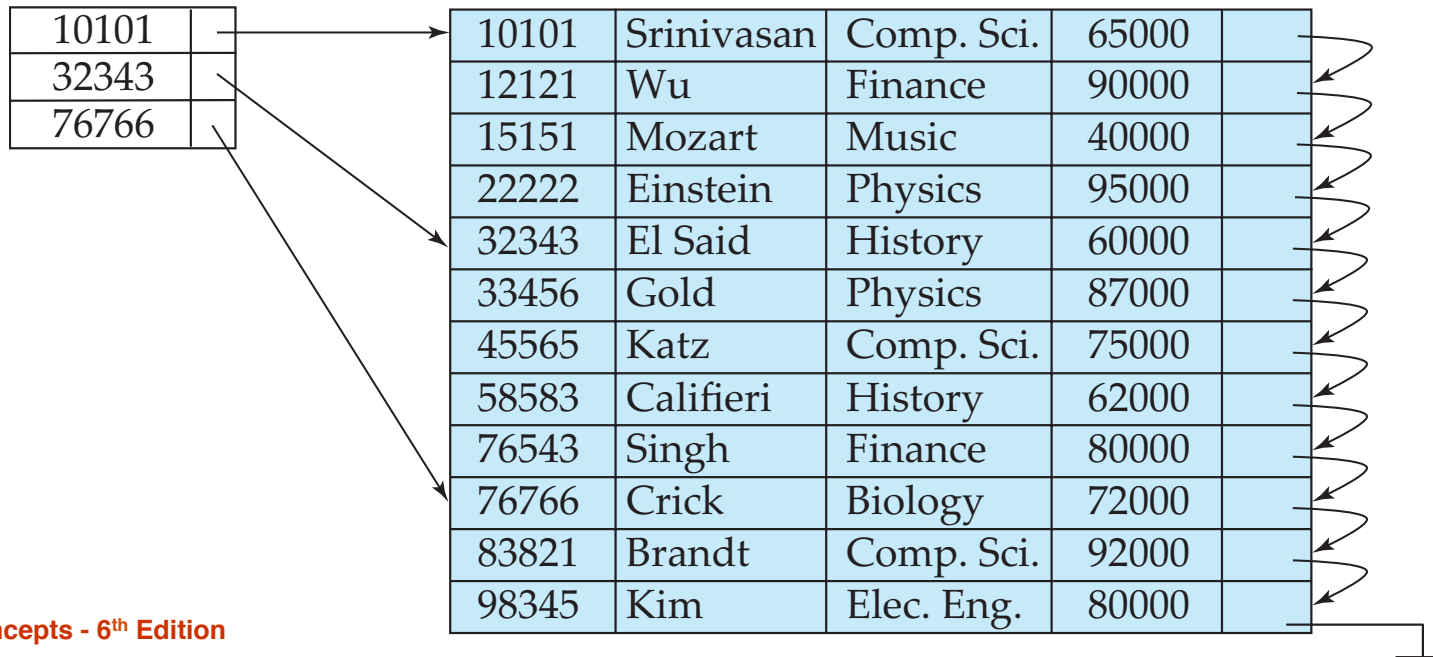 10101
32343
76766
10101 Srinivasan Comp. Sci. 65000
12121 Wu Finance 90000
15151 Mozart Music 40000
22222 Einstein Physics 95000
32343 El Said History 60000
33456 Gold Physics 87000
45565 Katz Comp. Sci. 75000
58583 Califieri History 62000
76543 Singh Finance 80000
76766 Crick Biology 72000
83821 Brandt Comp. Sci. 92000
98345 Kim Elec. Eng. 80000
ncepts - 6th Edition